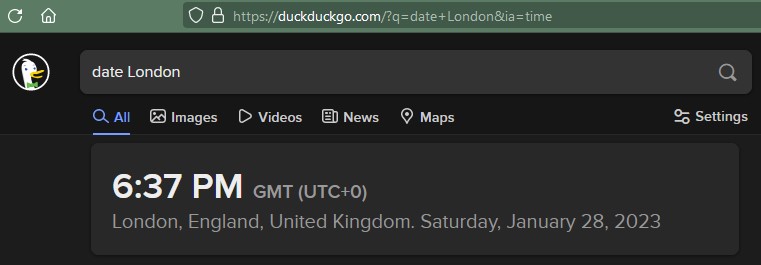 https://duckduckgo.com/?q=date+London&ia=time
date London
All Images Videos News Maps Settings
6:37 PM GMT (UTC+0)
London, England, United Kingdom. Saturday, January 28, 2023